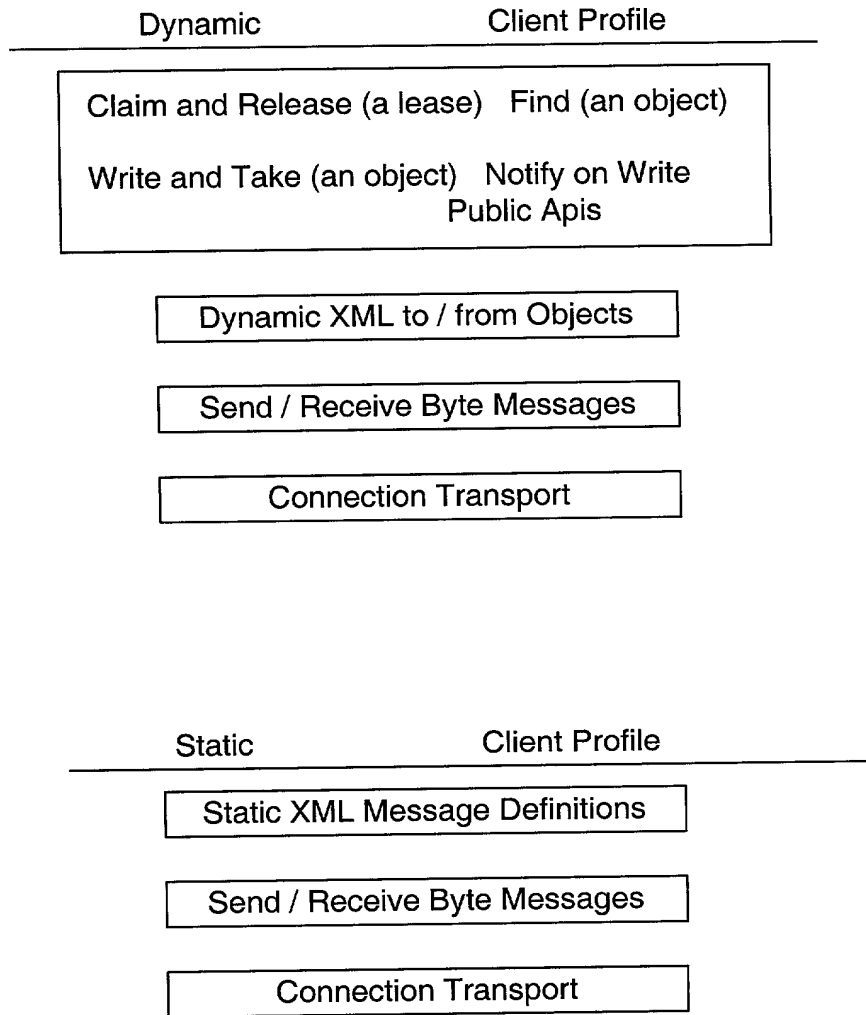 Dynamic Client Profile
Claim and Release (a lease) Find (an object)
Write and Take (an object) Notify on Write
Public Apis
Dynamic XML to / from Objects
Send / Receive Byte Messages
Connection Transport
Static Client Profile
Static XML Message Definitions
Send / Receive Byte Messages
Connection Transport